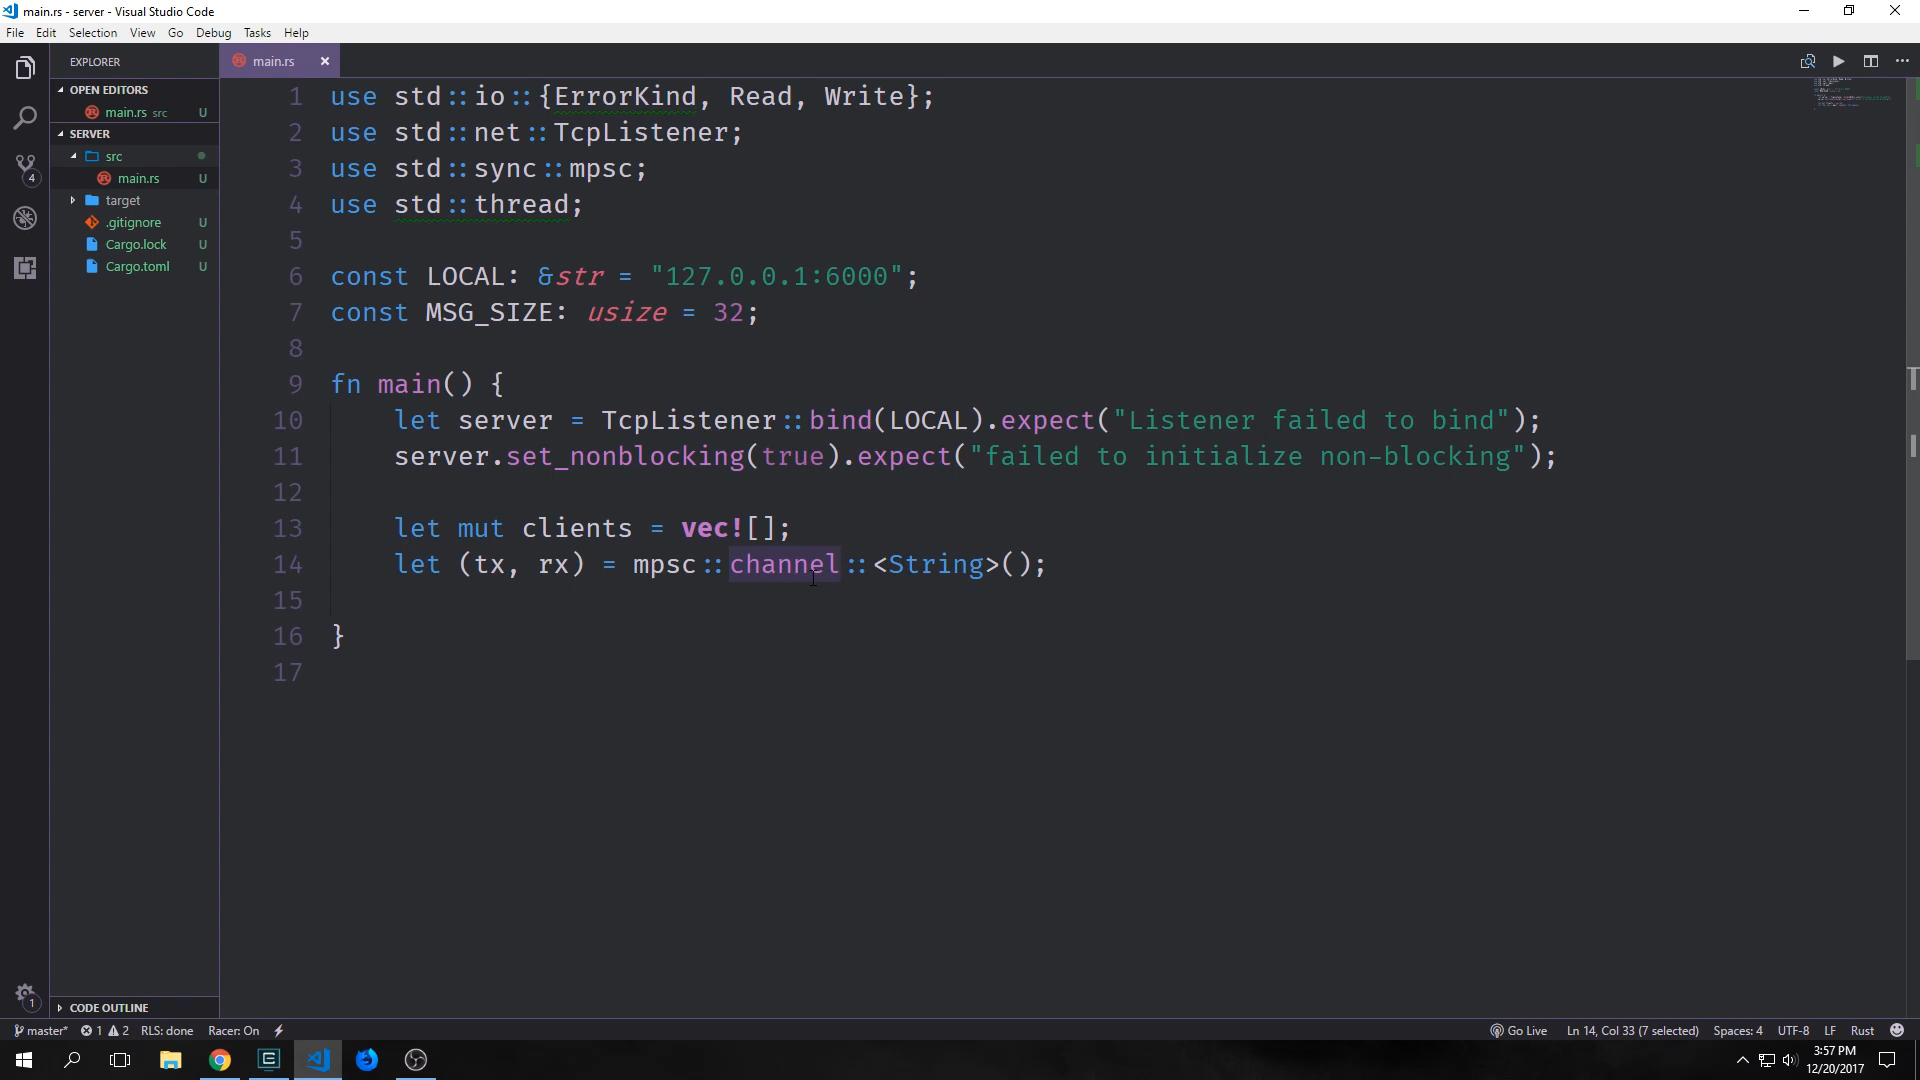 main.rs - server - Visual Studio Code
File Edit Selection View Go Debug Tasks Help
EXPLORER
OPEN EDITORS
main.rs src U
SERVER
src
main.rs U
target
.gitignore U
Cargo.lock U
Cargo.toml U
CODE OUTLINE
4
1
main.rs
1 use std::io::{ErrorKind, Read, Write};
2 use std::net::TcpListener;
3 use std::sync::mpsc;
4 use std::thread;
5
6 const LOCAL: &str = "127.0.0.1:6000";
7 const MSG_SIZE: usize = 32;
8
9 fn main() {
10     let server = TcpListener::bind(LOCAL).expect("Listener failed to bind");
11     server.set_nonblocking(true).expect("failed to initialize non-blocking");
12
13     let mut clients = vec![];
14     let (tx, rx) = mpsc::channel::<String>();
15
16 }
17
master* 1 2 RLS: done Racer: On Go Live Ln 14, Col 33 (7 selected) Spaces: 4 UTF-8 LF Rust
3:57 PM
12/20/2017